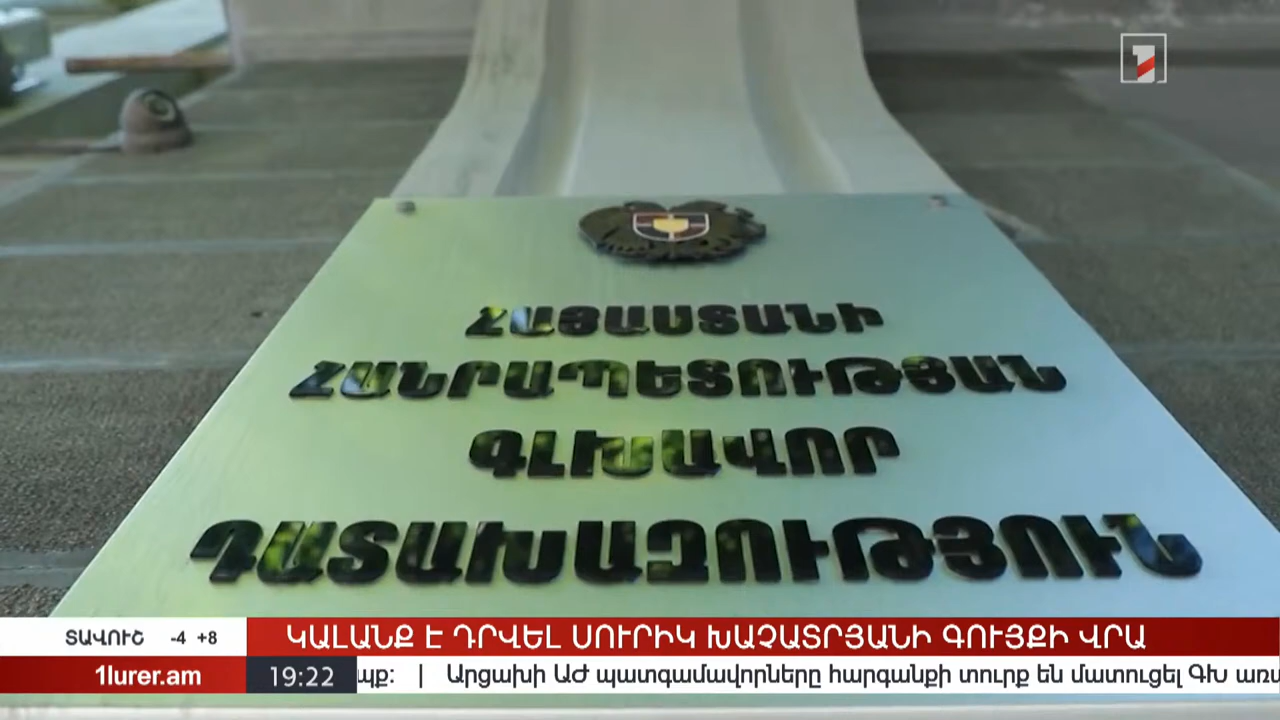 1
ՀԱՅԱՍՏԱՆԻ
ՀԱՆՐԱՊԵՏՈՒԹՅԱՆ
ԳԼԽԱՎՈՐ
ԴԱՏԱԽԱԶՈՒԹՅՈՒՆ
ՏԱՎՈՒՇ -4 +8
ԿԱԼԱՆՔ Է ԴՐՎԵԼ ՍՈՒՐԻԿ ԽԱՉԱՏՐՅԱՆԻ ԳՈՒՅՔԻ ՎՐԱ
1lurer.am 19:22 | Արցախի ԱԺ պատգամավորները հարգանքի տուրք են մատուցել ԳԽ